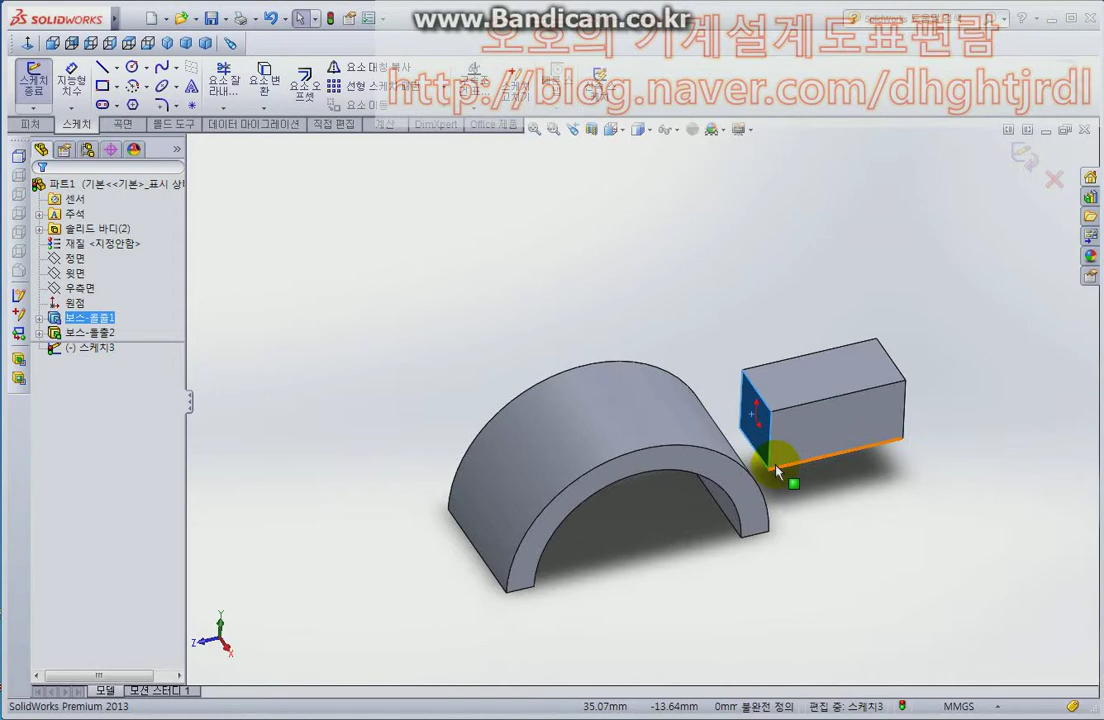 www.Bandicam.co.kr
SOLIDWORKS
오호의 기계설계도표편람
http://blog.naver.com/dhghtjrdl
스케치 종료
지능형 치수
요소 잘라내...
요소 변환
요소 오프셋
요소 대칭 복사
선형 스케치 패턴
요소 이동
피처 스케치 곡면 몰드 도구 데이터 마이그레이션 직접 편집 계산 DimXpert Office 제품
파트1 (기본<<기본>_표시 상
센서
주석
솔리드 바디(2)
재질 <지정안함>
정면
윗면
우측면
원점
보스-돌출1
보스-돌출2
(-) 스케치3
Y
Z
X
모델 모션 스터디 1
SolidWorks Premium 2013 35.07mm -13.64mm 0mm 불완전 정의 편집 중: 스케치3 MMGS